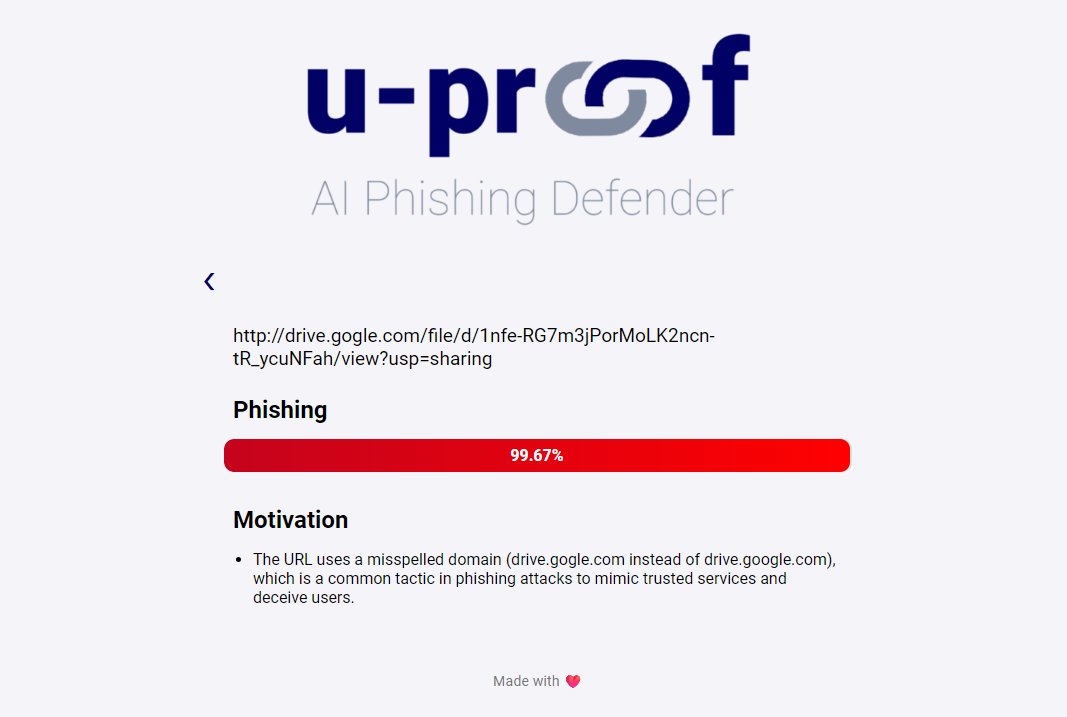 u-proof
AI Phishing Defender
http://drive.gogle.com/file/d/1nfe-RG7m3jPorMoLK2ncn-
tR_ycuNFah/view?usp=sharing
Phishing
99.67%
Motivation
• The URL uses a misspelled domain (drive.gogle.com instead of drive.google.com),
which is a common tactic in phishing attacks to mimic trusted services and
deceive users.
Made with ❤